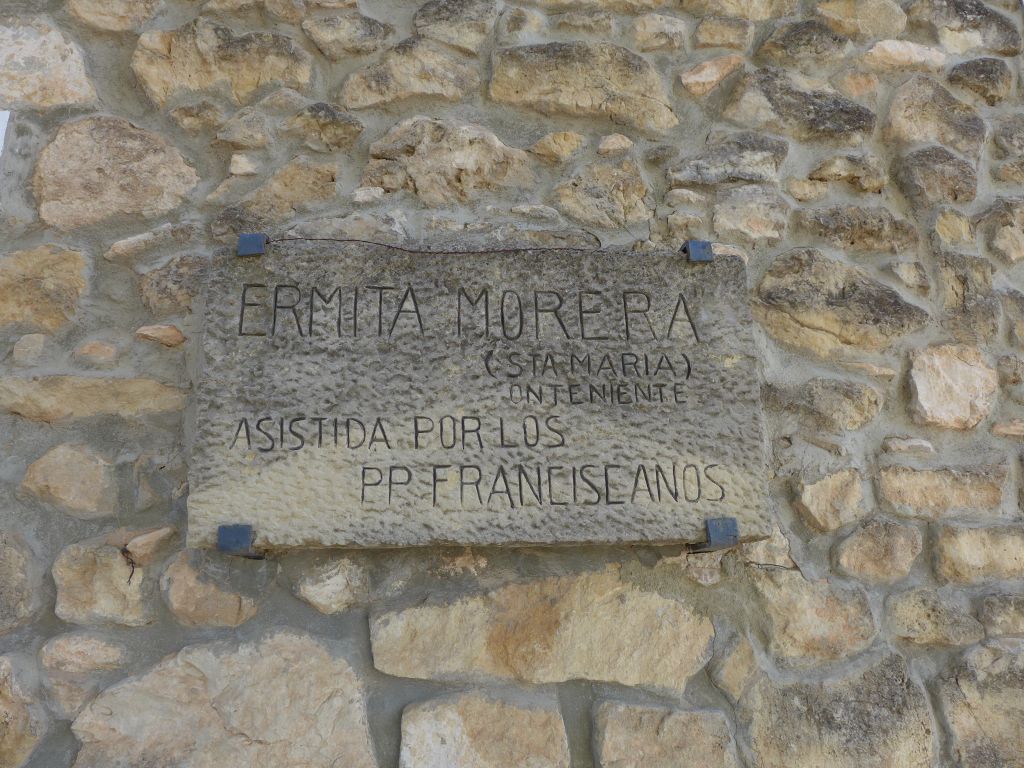 ERMITA MORERA
(STA MARIA)
ONTENIENTE
ASISTIDA POR LOS
PP. FRANCISCANOS